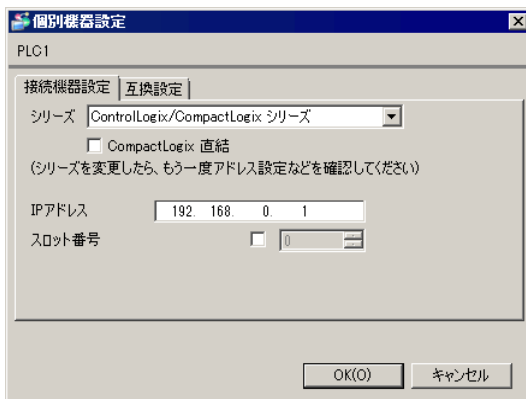 個別機器設定
PLC1
接続機器設定 互換設定
シリーズ ControlLogix/CompactLogix シリーズ
CompactLogix 直結
(シリーズを変更したら、もう一度アドレス設定などを確認してください)
IPアドレス 192. 168. 0. 1
スロット番号 0
OK(O) キャンセル